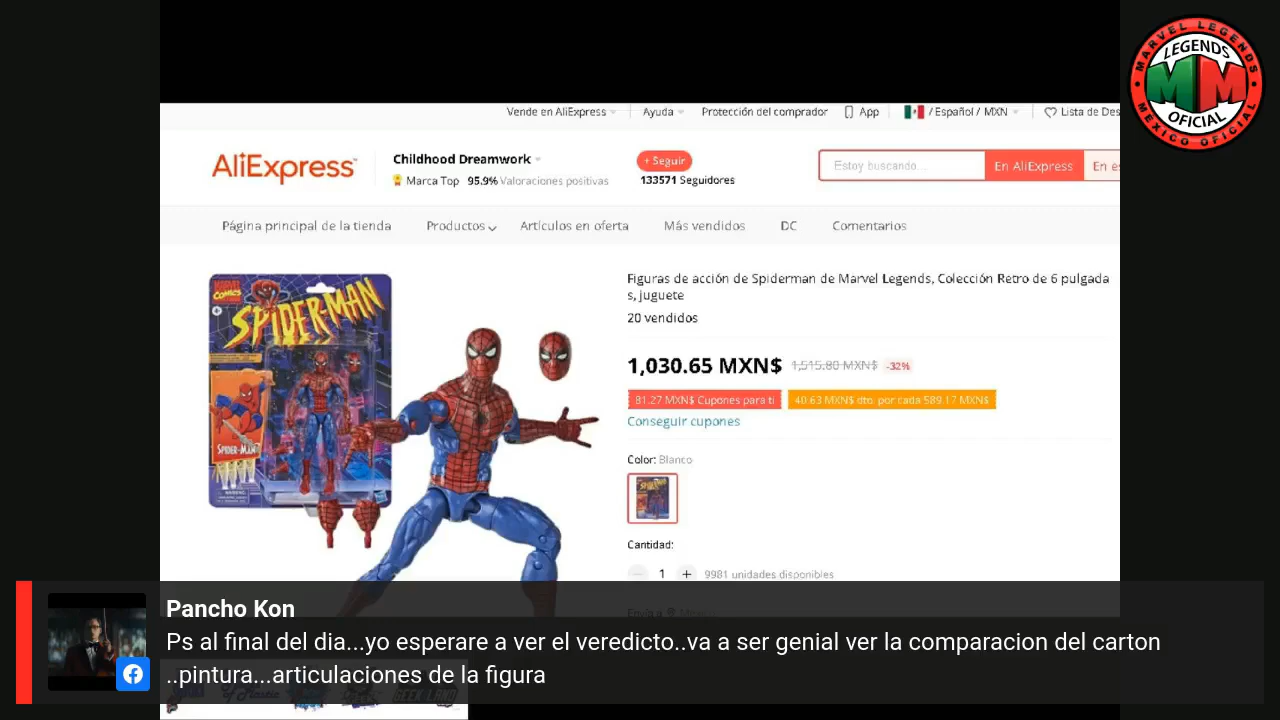 Vende en AliExpress
Ayuda
Protección del comprador
App
/ Español / MXN
Lista de Des
MARVEL LEGENDS
LEGENDS
MM
OFICIAL
MEXICO OFICIAL
AliExpress
Childhood Dreamwork
Marca Top 95.9% Valoraciones positivas
+ Seguir
133571 Seguidores
Estoy buscando...
En AliExpress
En es
Página principal de la tienda
Productos
Artículos en oferta
Más vendidos
DC
Comentarios
MARVEL
COMICS
SPIDER-MAN
SPIDER-MAN
Figuras de acción de Spiderman de Marvel Legends, Colección Retro de 6 pulgada
s, juguete
20 vendidos
1,030.65 MXN$ 1,515.80 MXN$ -32%
81.27 MXN$ Cupones para ti
40.63 MXN$ dto. por cada 589.17 MXN$
Conseguir cupones
Color: Blanco
Cantidad:
1
9981 unidades disponibles
Envío a
Pancho Kon
Ps al final del dia...yo esperare a ver el veredicto..va a ser genial ver la comparacion del carton
..pintura...articulaciones de la figura